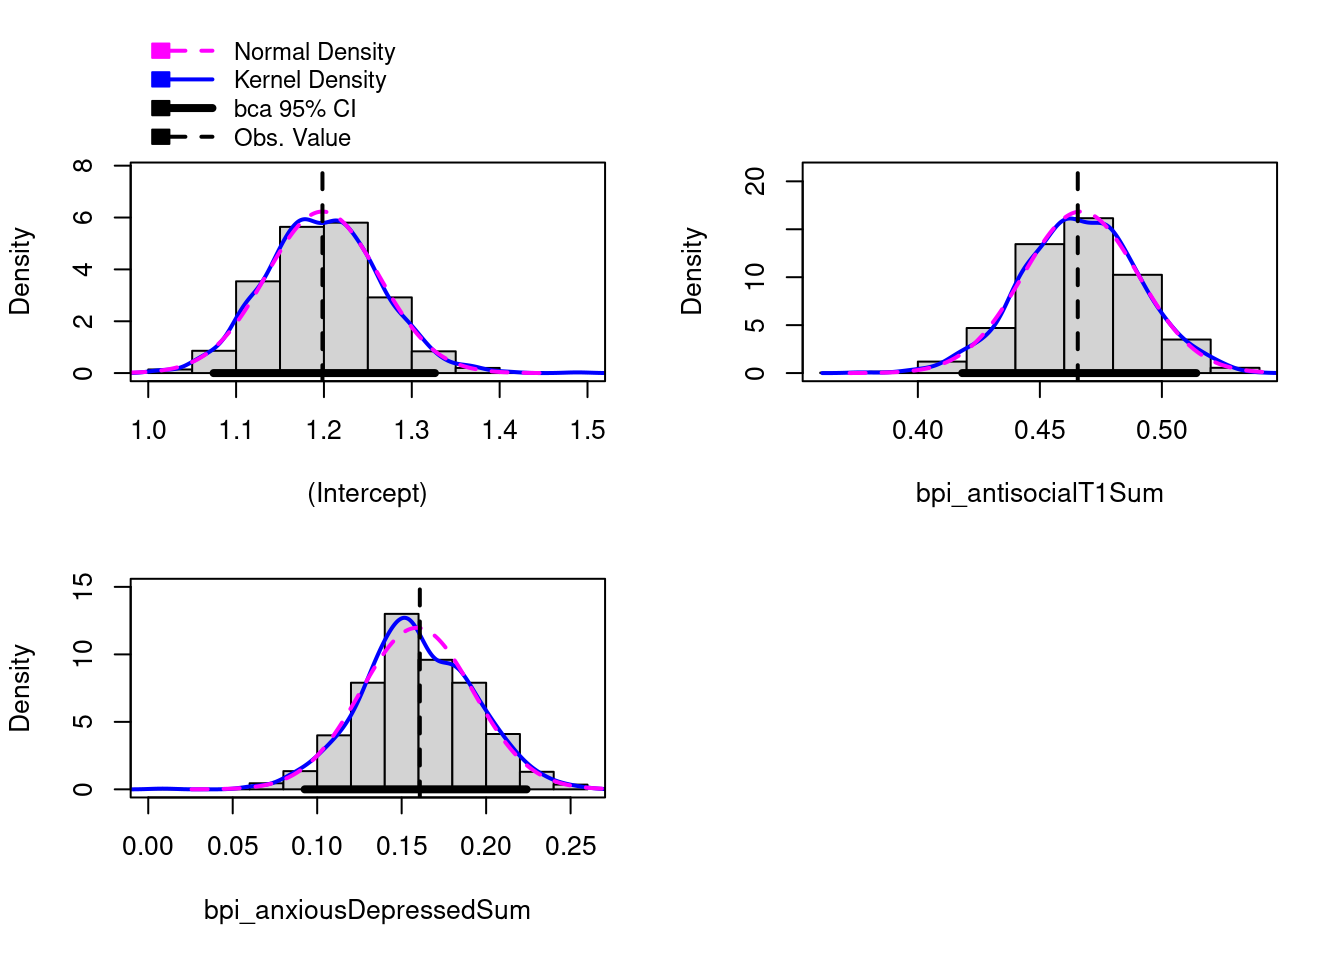 Normal Density
Kernel Density
bca 95% CI
Obs. Value
Density
8
6
4
2
0
1.0 1.1 1.2 1.3 1.4 1.5
(Intercept)
Density
20
10
5
0
0.40 0.45 0.50
bpi_antisocialT1Sum
Density
15
10
5
0
0.00 0.05 0.10 0.15 0.20 0.25
bpi_anxiousDepressedSum